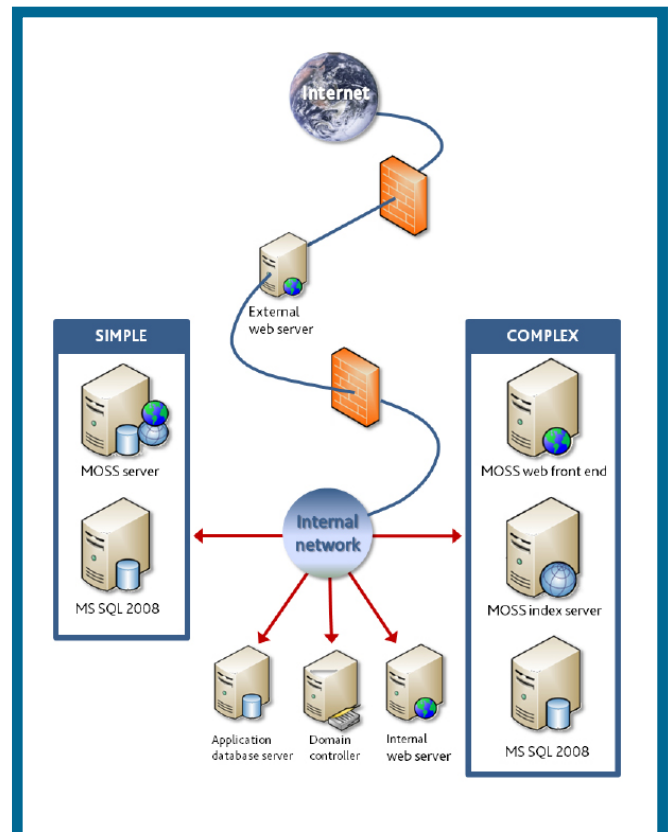 Internet
External
web server
SIMPLE
MOSS server
MS SQL 2008
COMPLEX
MOSS web front end
MOSS index server
MS SQL 2008
Internal
network
Application
database server
Domain
controller
Internal
web server